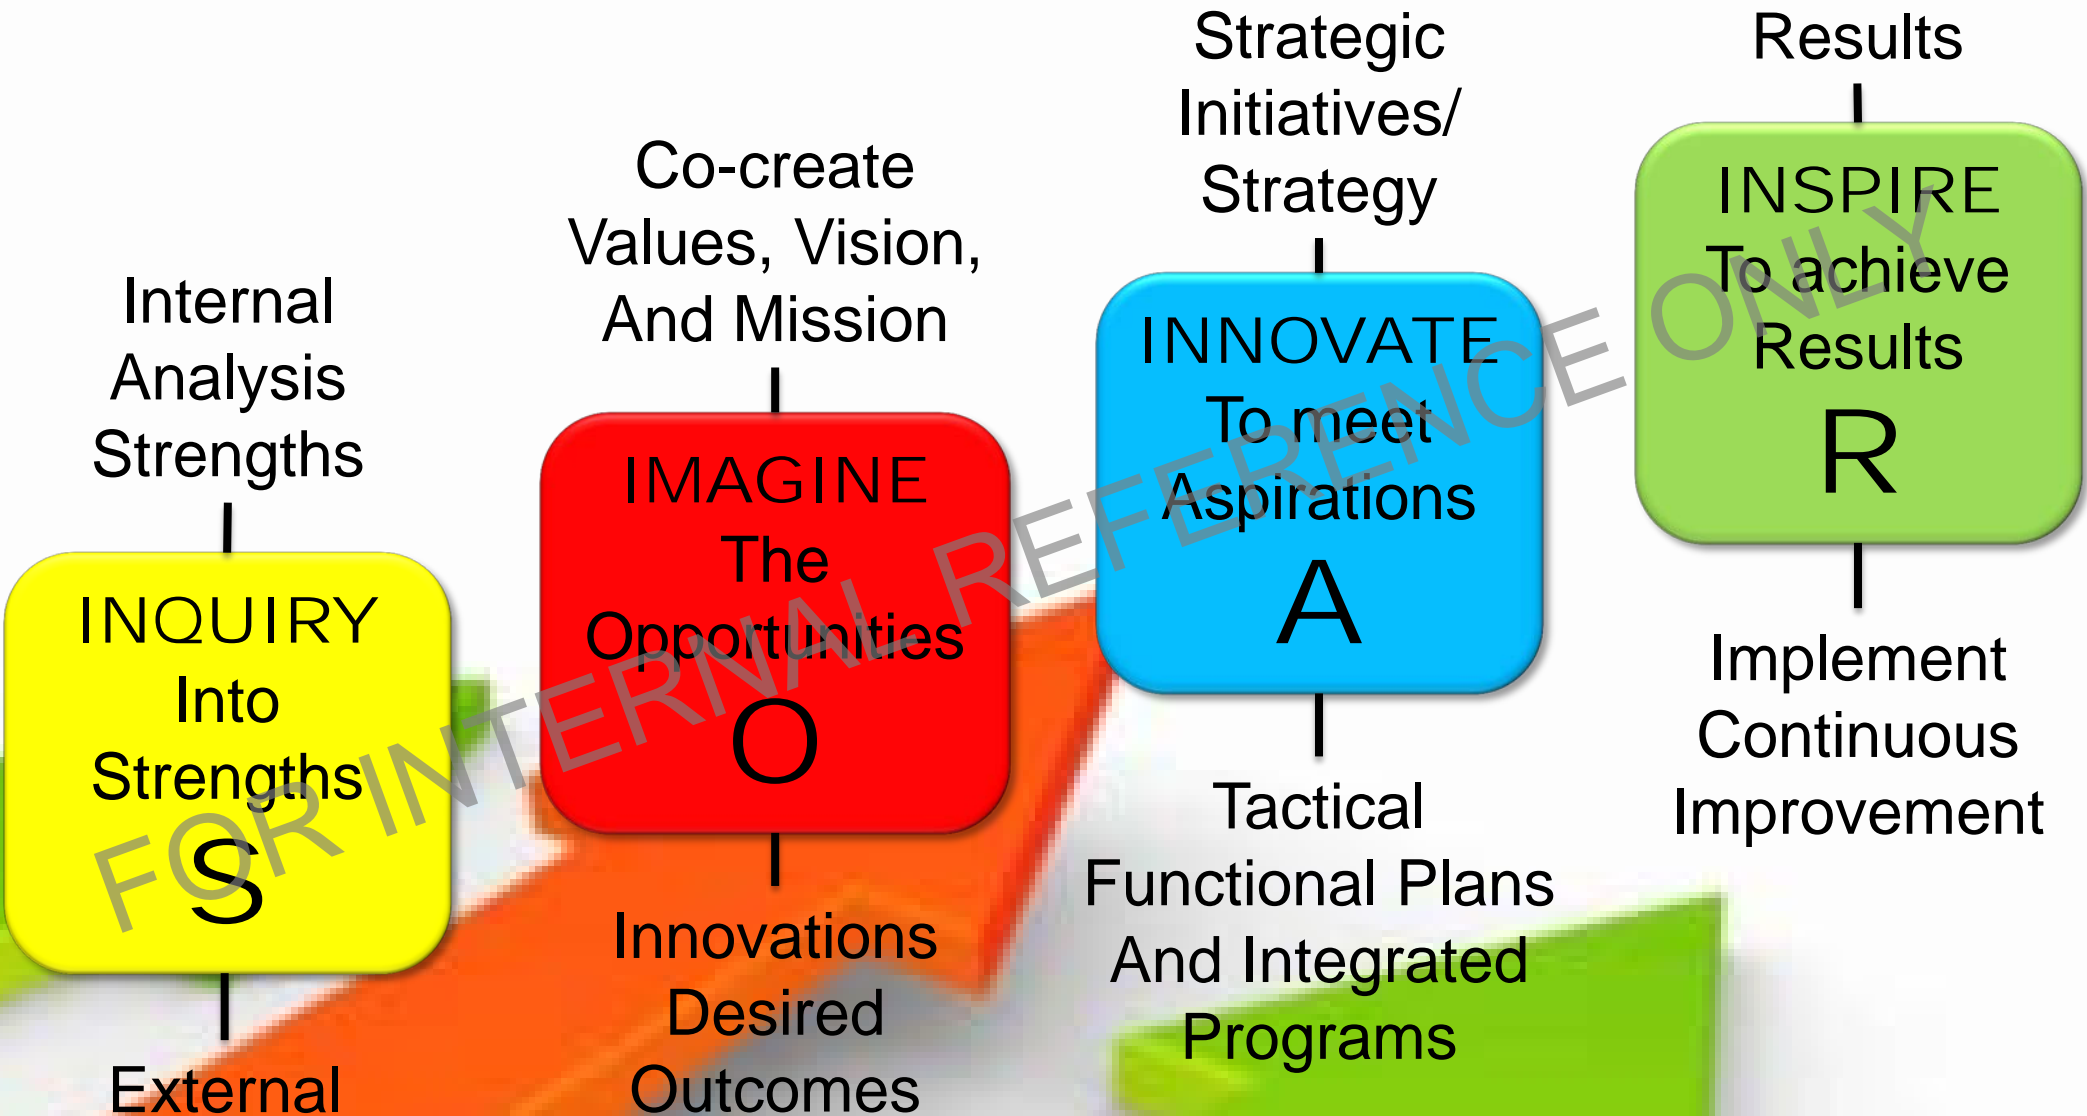 Internal
Analysis
Strengths
INQUIRY
Into
Strengths
S
External
Co-create
Values, Vision,
And Mission
IMAGINE
The
Opportunities
O
Innovations
Desired
Outcomes
Strategic
Initiatives/
Strategy
INNOVATE
To meet
Aspirations
A
Tactical
Functional Plans
And Integrated
Programs
Results
INSPIRE
To achieve
Results
R
Implement
Continuous
Improvement
FOR INTERNAL REFERENCE ONLY